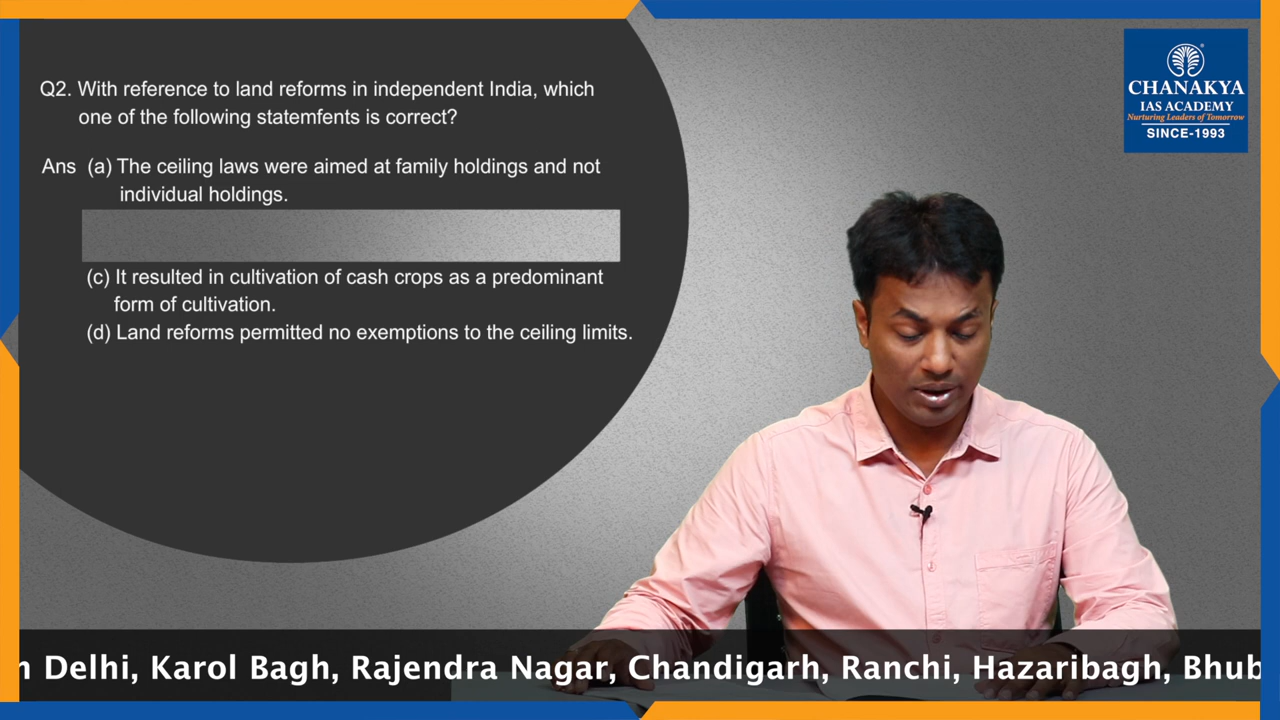 Q2. With reference to land reforms in independent India, which
one of the following statemfents is correct?
Ans (a) The ceiling laws were aimed at family holdings and not
individual holdings.
(c) It resulted in cultivation of cash crops as a predominant
form of cultivation.
(d) Land reforms permitted no exemptions to the ceiling limits.
CHANAKYA
IAS ACADEMY
Nurturing Leaders of Tomorrow
SINCE-1993
Delhi, Karol Bagh, Rajendra Nagar, Chandigarh, Ranchi, Hazaribagh, Bhub